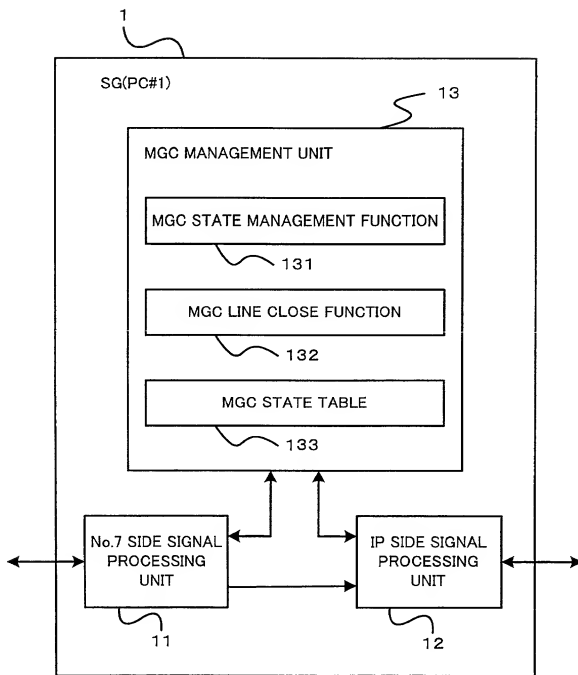 1
SG(PC#1)
13
MGC MANAGEMENT UNIT
MGC STATE MANAGEMENT FUNCTION
131
MGC LINE CLOSE FUNCTION
132
MGC STATE TABLE
133
No.7 SIDE SIGNAL
PROCESSING
UNIT
11
IP SIDE SIGNAL
PROCESSING
UNIT
12